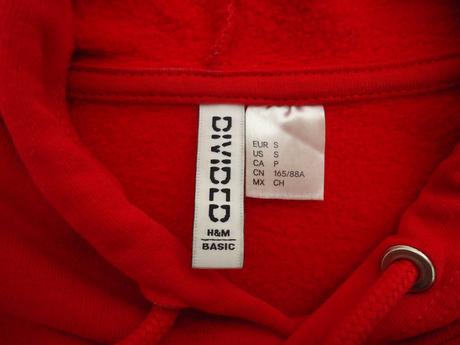 DIVIDED
H&M
BASIC
EUR S
US S
CA P
CN 165/88A
MX CH